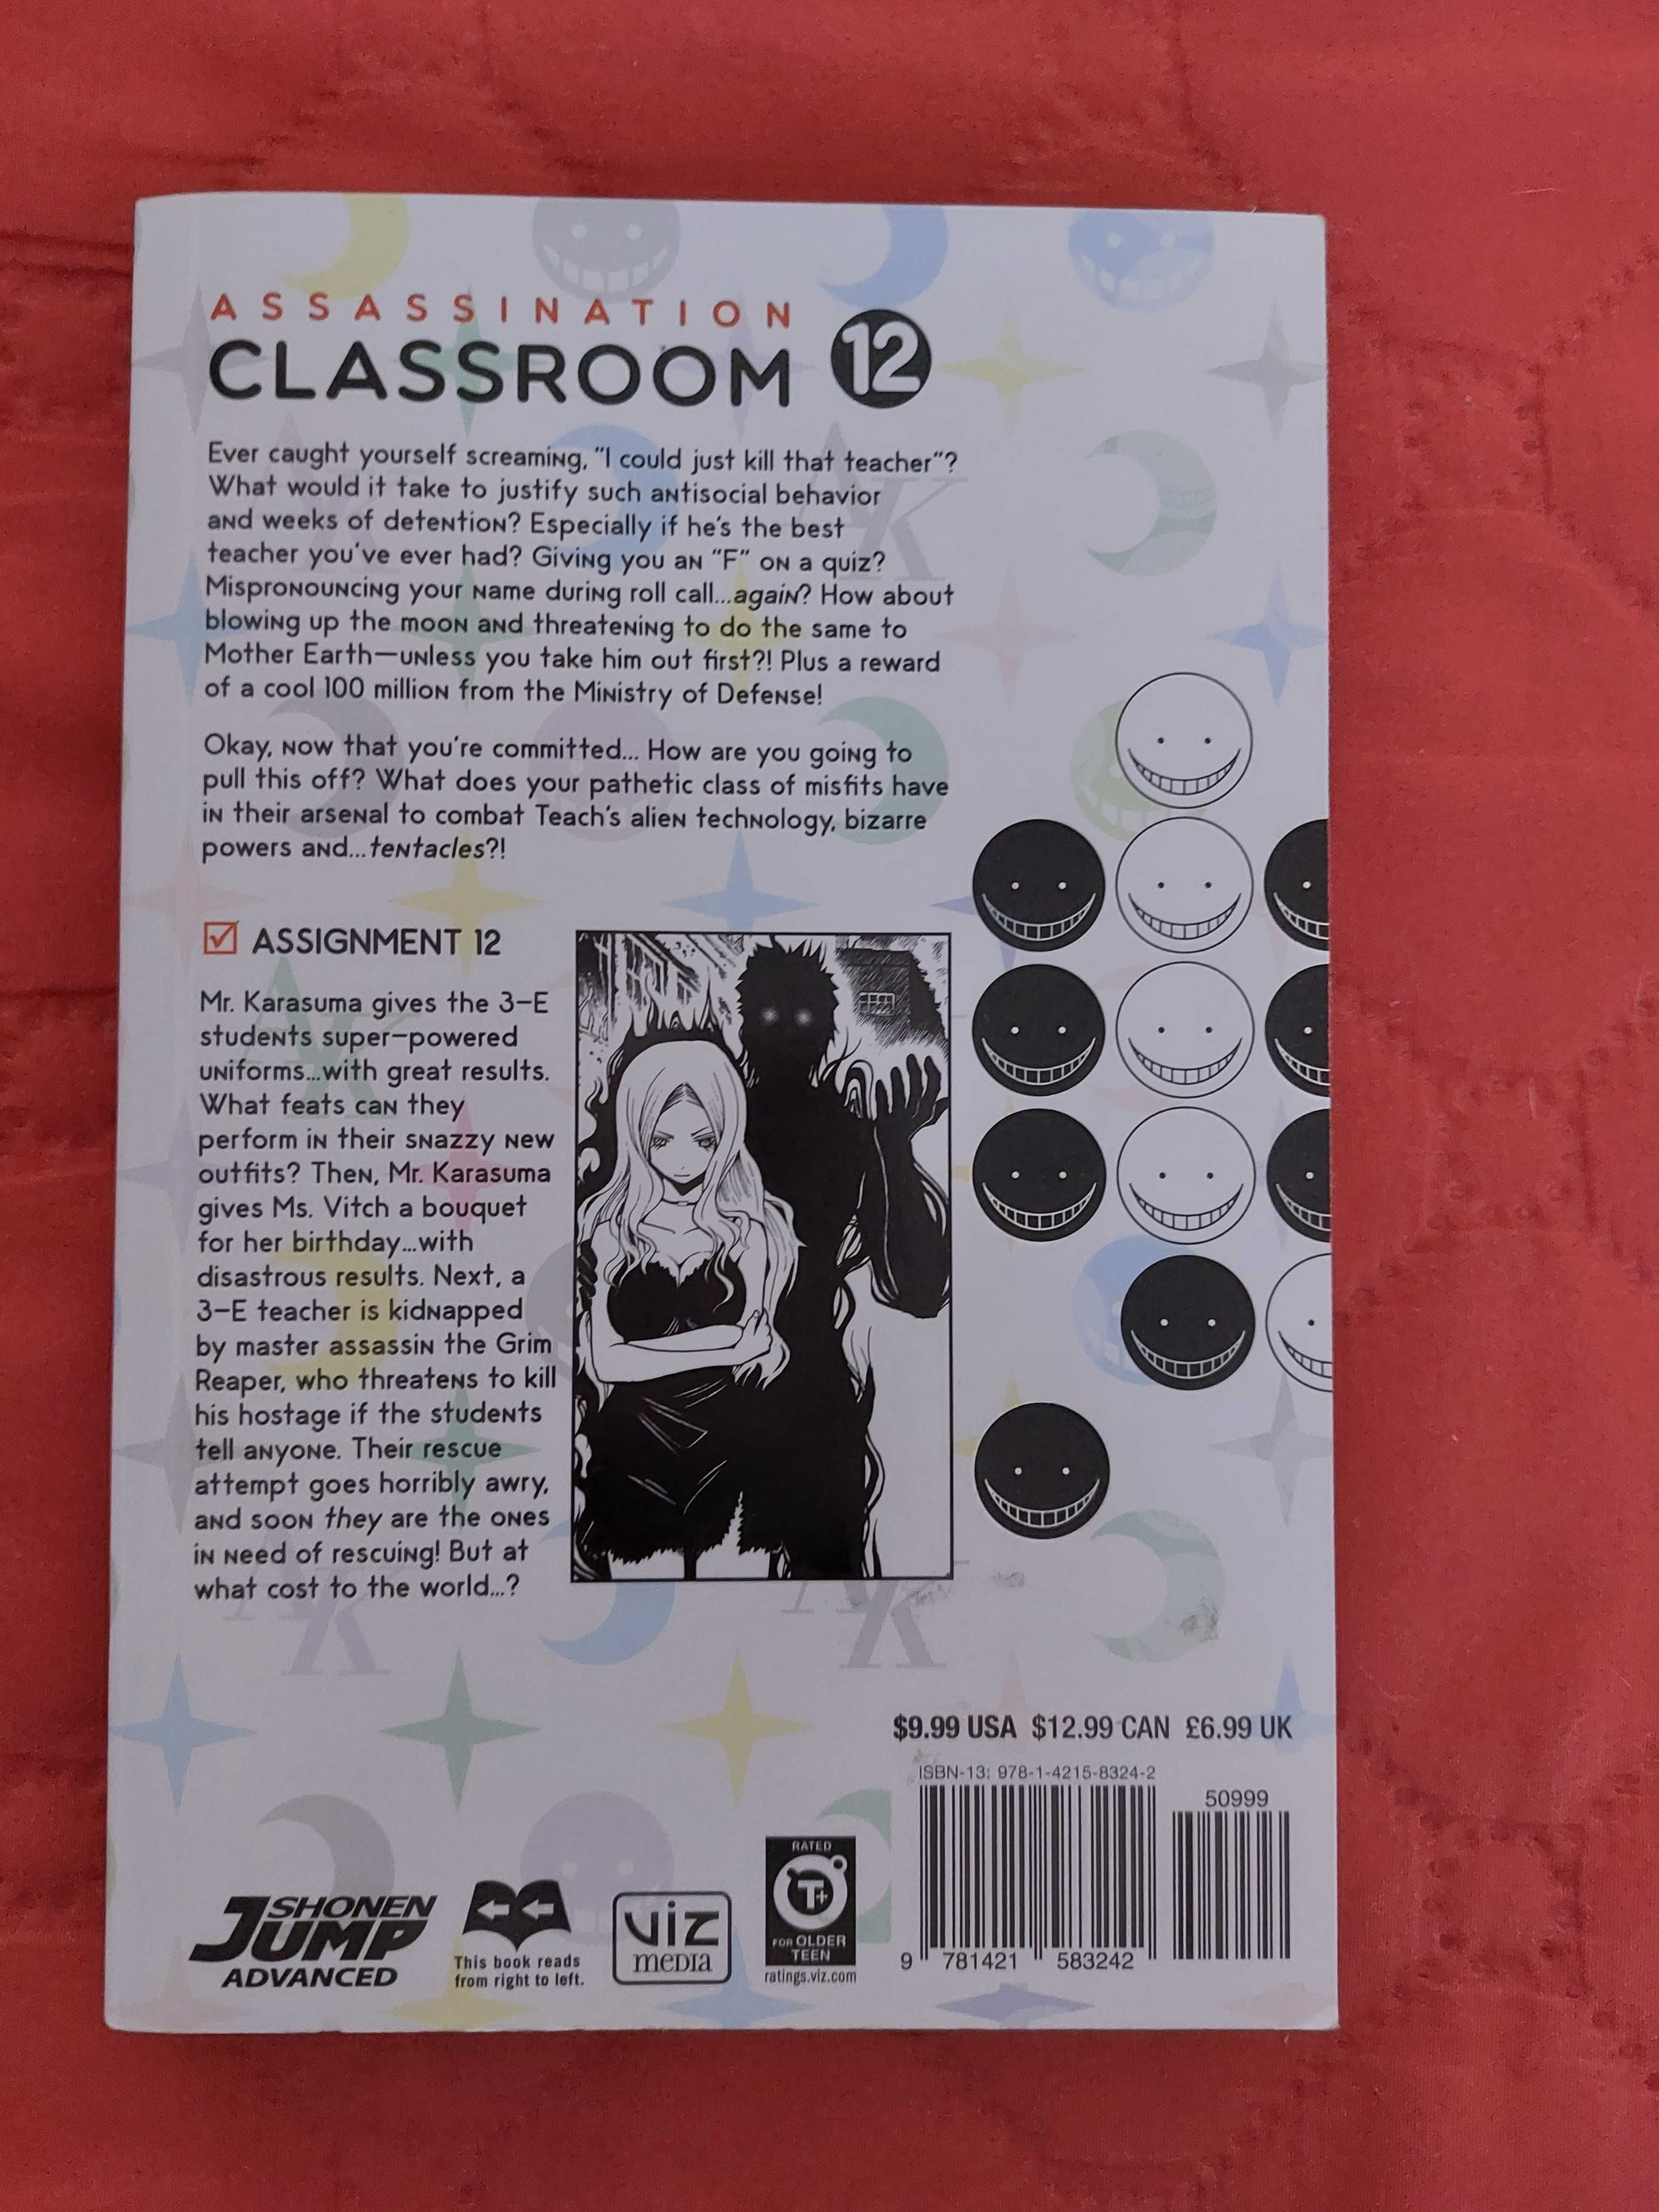 ASSASSINATION
CLASSROOM 12
Ever caught yourself screaming, “I could just kill that teacher”?
What would it take to justify such antisocial behavior
and weeks of detention? Especially if he’s the best
teacher you’ve ever had? Giving you an “F” on a quiz?
Mispronouncing your name during roll call…again? How about
blowing up the moon and threatening to do the same to
Mother Earth—unless you take him out first?! Plus a reward
of a cool 100 million from the Ministry of Defense!
Okay, now that you’re committed… How are you going to
pull this off? What does your pathetic class of misfits have
in their arsenal to combat Teach’s alien technology, bizarre
powers and…tentacles?!
ASSIGNMENT 12
Mr. Karasuma gives the 3–E
students super–powered
uniforms…with great results.
What feats can they
perform in their snazzy new
outfits? Then, Mr. Karasuma
gives Ms. Vitch a bouquet
for her birthday…with
disastrous results. Next, a
3–E teacher is kidnapped
by master assassin the Grim
Reaper, who threatens to kill
his hostage if the students
tell anyone. Their rescue
attempt goes horribly awry,
and soon they are the ones
in need of rescuing! But at
what cost to the world…?
AK
AK
AK
$9.99 USA $12.99 CAN £6.99 UK
ISBN-13: 978-1-4215-8324-2
50999
9 781421 583242
SHONEN
JUMP
ADVANCED
This book reads
from right to left.
VIZ
MEDIA
RATED
T+
FOR OLDER
TEEN
ratings.viz.com